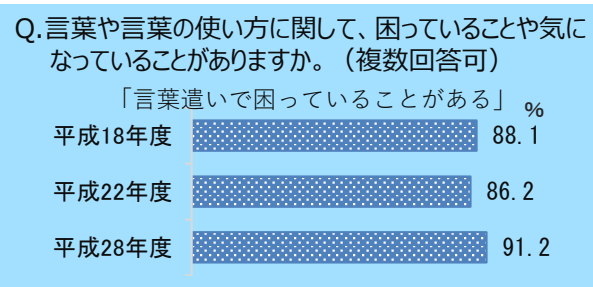 Q.言葉や言葉の使い方に関して、困っていることや気に
なっていることがありますか。（複数回答可）
「言葉遣いで困っていることがある」 %
平成18年度 88.1
平成22年度 86.2
平成28年度 91.2